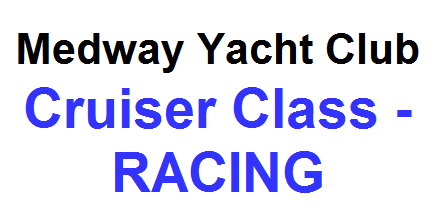 Medway Yacht Club
Cruiser Class -
RACING